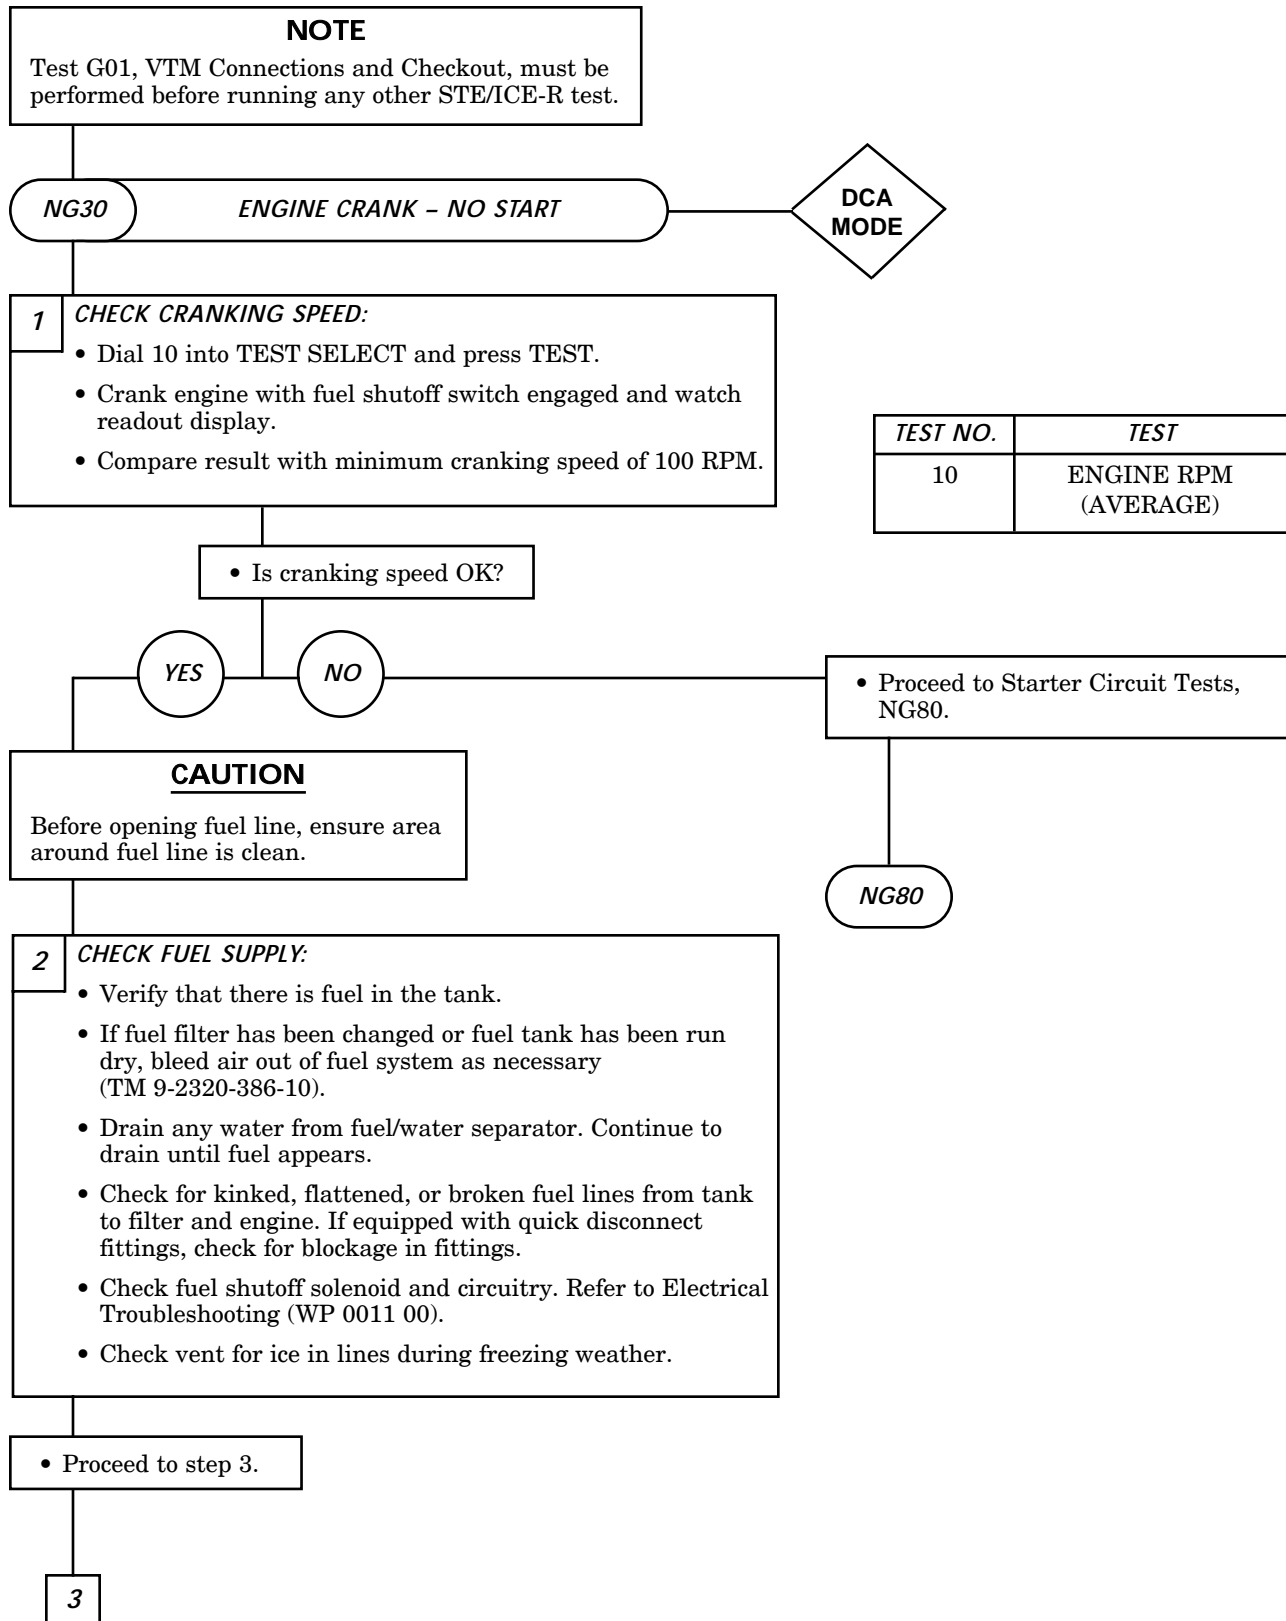 NOTE
Test G01, VTM Connections and Checkout, must be
performed before running any other STE/ICE-R test.
NG30
ENGINE CRANK – NO START
DCA
MODE
1
CHECK CRANKING SPEED:
• Dial 10 into TEST SELECT and press TEST.
• Crank engine with fuel shutoff switch engaged and watch
readout display.
• Compare result with minimum cranking speed of 100 RPM.
TEST NO. TEST
10 ENGINE RPM
(AVERAGE)
• Is cranking speed OK?
YES
NO
• Proceed to Starter Circuit Tests,
NG80.
NG80
CAUTION
Before opening fuel line, ensure area
around fuel line is clean.
2
CHECK FUEL SUPPLY:
• Verify that there is fuel in the tank.
• If fuel filter has been changed or fuel tank has been run
dry, bleed air out of fuel system as necessary
(TM 9-2320-386-10).
• Drain any water from fuel/water separator. Continue to
drain until fuel appears.
• Check for kinked, flattened, or broken fuel lines from tank
to filter and engine. If equipped with quick disconnect
fittings, check for blockage in fittings.
• Check fuel shutoff solenoid and circuitry. Refer to Electrical
Troubleshooting (WP 0011 00).
• Check vent for ice in lines during freezing weather.
• Proceed to step 3.
3